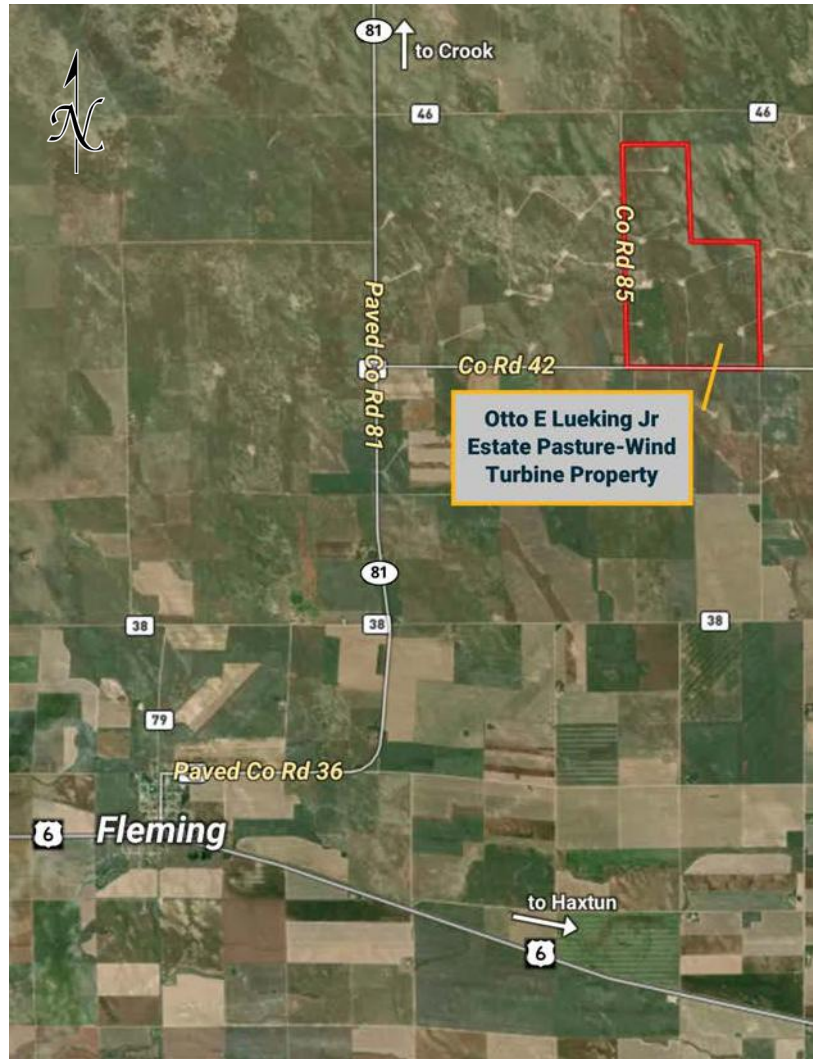 81
to Crook
N
46
46
Co Rd 85
Paved Co Rd 81
Co Rd 42
Otto E Lueking Jr
Estate Pasture-Wind
Turbine Property
81
38
38
38
79
Paved Co Rd 36
6
Fleming
to Haxtun
6